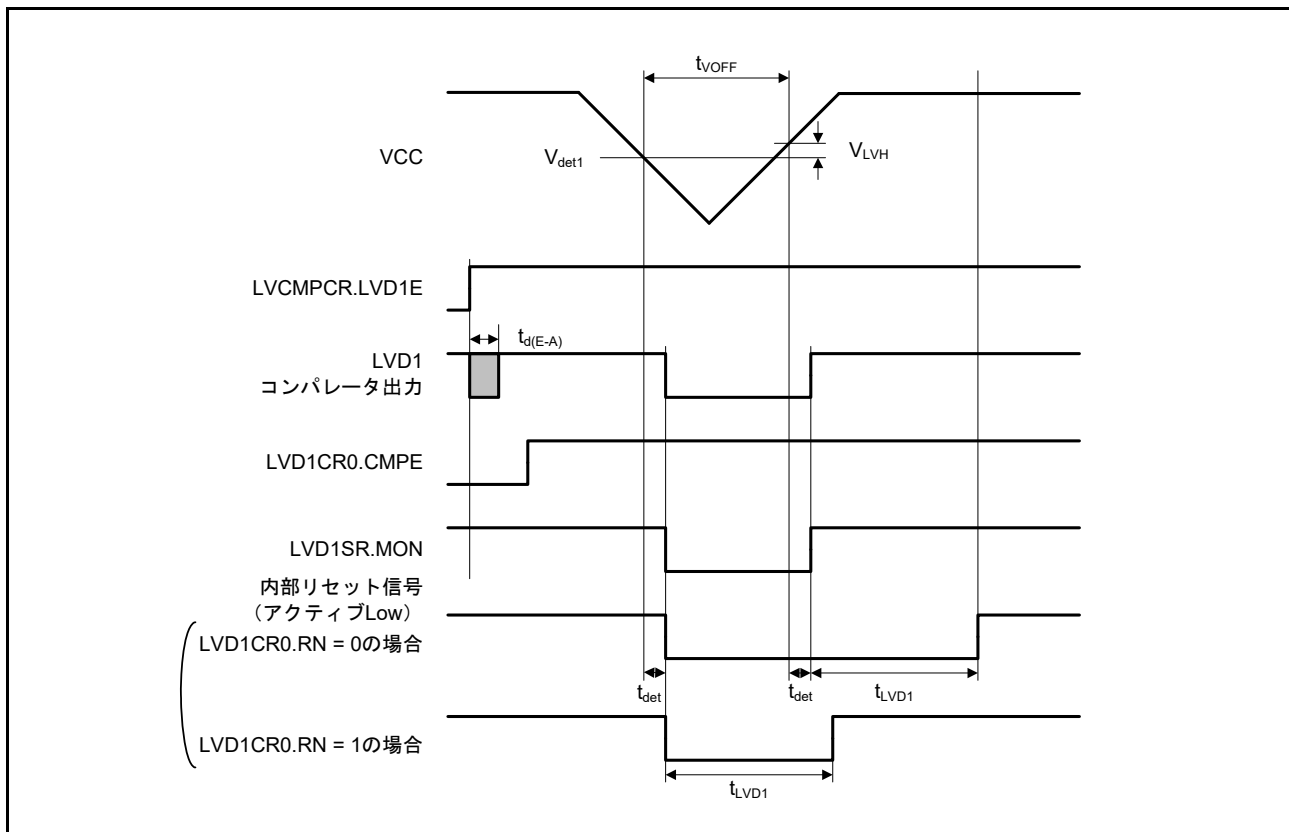 tVOFF
VCC
Vdet1
VLVH
LVCMPCR.LVD1E
td(E-A)
LVD1
コンパレータ出力
LVD1CR0.CMPE
LVD1SR.MON
内部リセット信号
（アクティブLow）
LVD1CR0.RN = 0の場合
tdet
tdet
tLVD1
LVD1CR0.RN = 1の場合
tLVD1